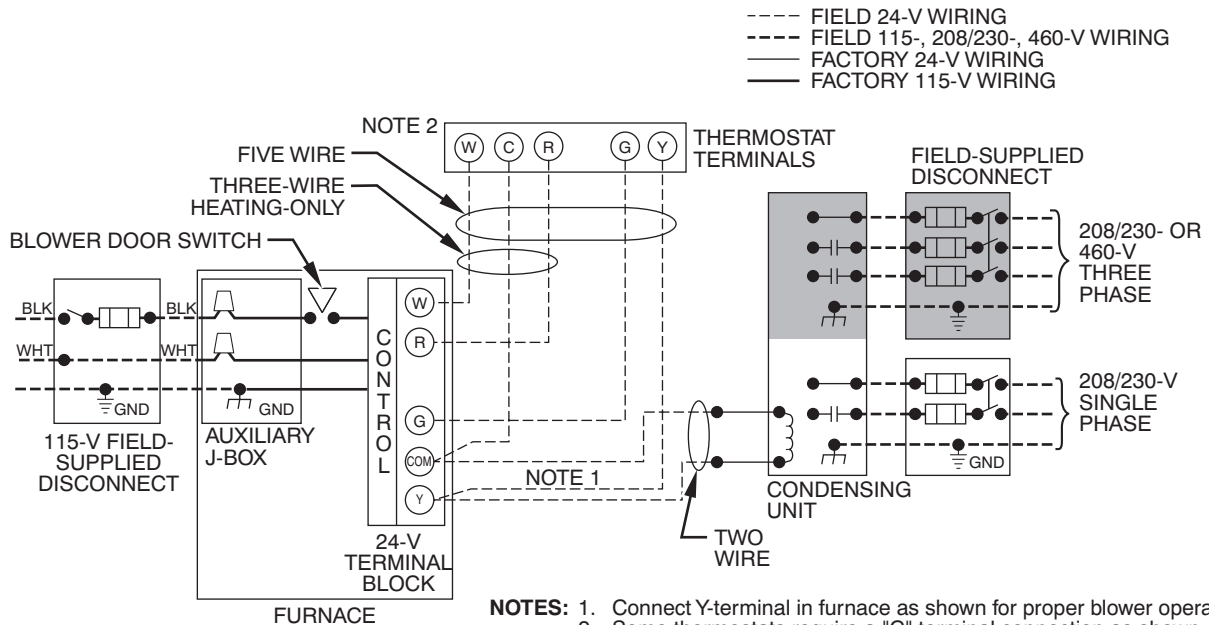 FIELD 24-V WIRING
FIELD 115-, 208/230-, 460-V WIRING
FACTORY 24-V WIRING
FACTORY 115-V WIRING
NOTE 2
W
C
R
G
Y
THERMOSTAT
TERMINALS
FIVE WIRE
THREE-WIRE
HEATING-ONLY
BLOWER DOOR SWITCH
FIELD-SUPPLIED
DISCONNECT
208/230- OR
460-V
THREE
PHASE
BLK
BLK
WHT
WHT
GND
GND
115-V FIELD-
SUPPLIED
DISCONNECT
AUXILIARY
J-BOX
CONTROL
W
R
G
COM
Y
NOTE 1
24-V
TERMINAL
BLOCK
FURNACE
TWO
WIRE
CONDENSING
UNIT
208/230-V
SINGLE
PHASE
GND
NOTES: 1. Connect Y-terminal in furnace as shown for proper blower opera